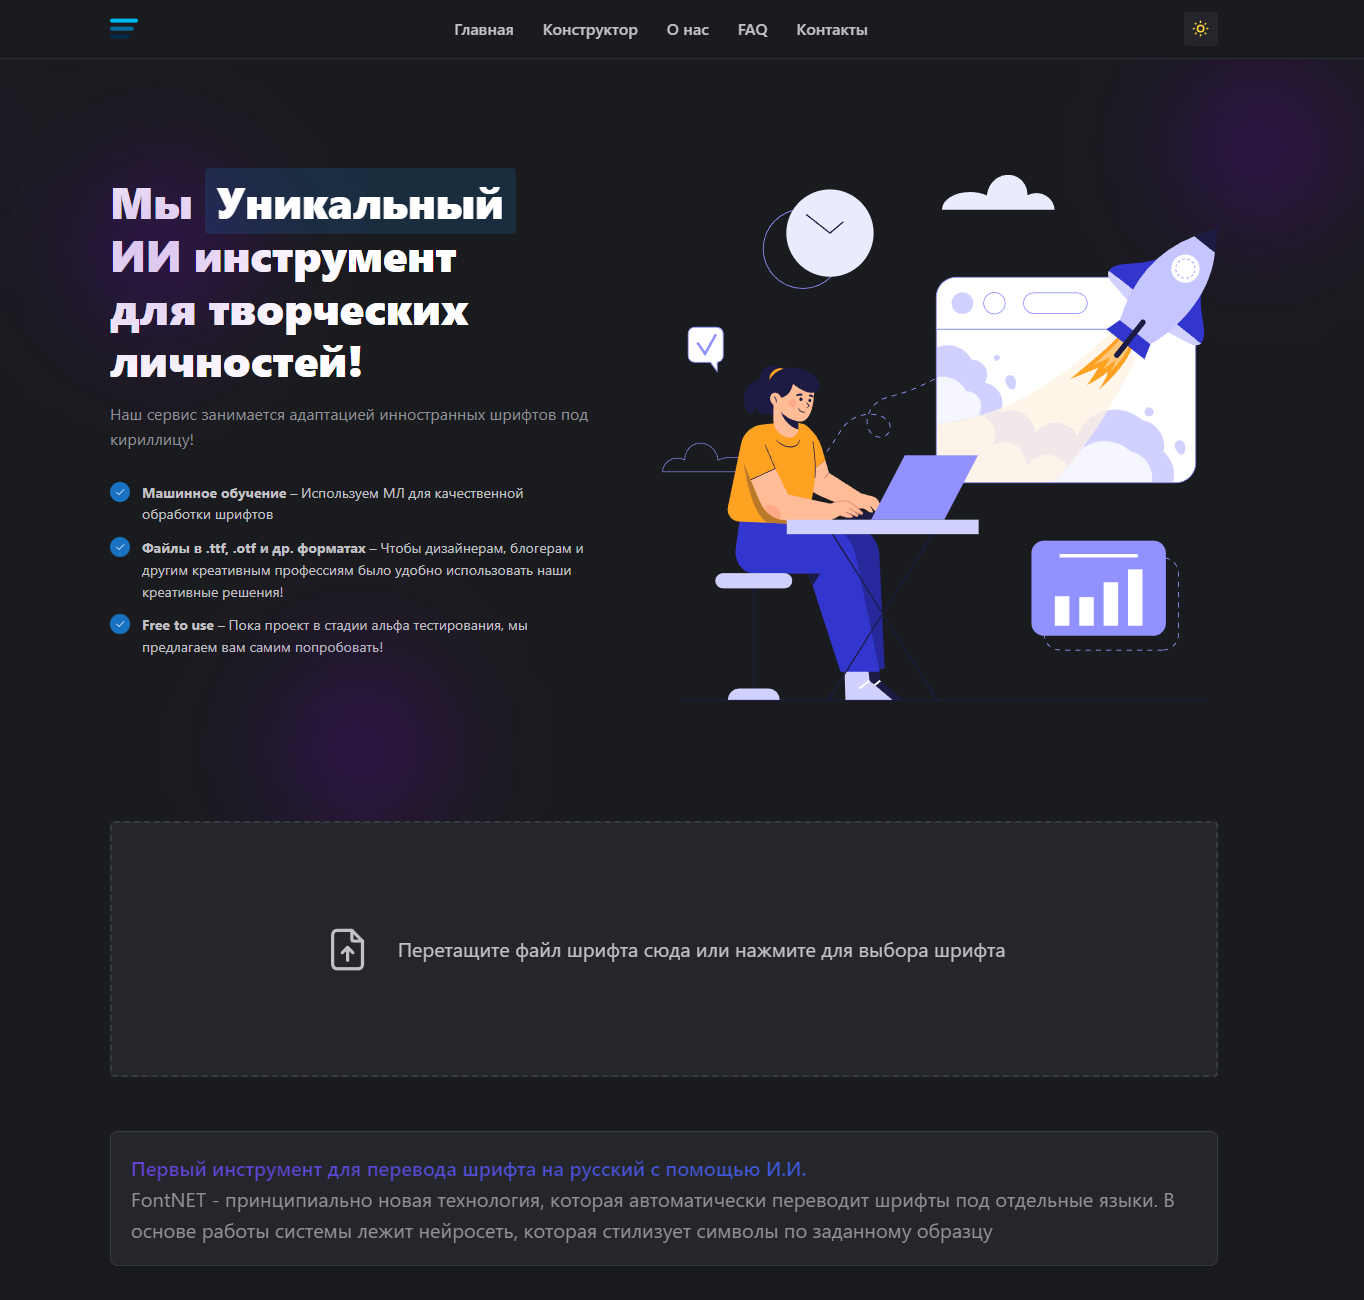 Главная Конструктор О нас FAQ Контакты
Мы Уникальный
ИИ инструмент
для творческих
личностей!
Наш сервис занимается адаптацией инностранных шрифтов под
кириллицу!
Машинное обучение – Используем МЛ для качественной
обработки шрифтов
Файлы в .ttf, .otf и др. форматах – Чтобы дизайнерам, блогерам и
другим креативным профессиям было удобно использовать наши
креативные решения!
Free to use – Пока проект в стадии альфа тестирования, мы
предлагаем вам самим попробовать!
Перетащите файл шрифта сюда или нажмите для выбора шрифта
Первый инструмент для перевода шрифта на русский с помощью И.И.
FontNET - принципиально новая технология, которая автоматически переводит шрифты под отдельные языки. В
основе работы системы лежит нейросеть, которая стилизует символы по заданному образцу